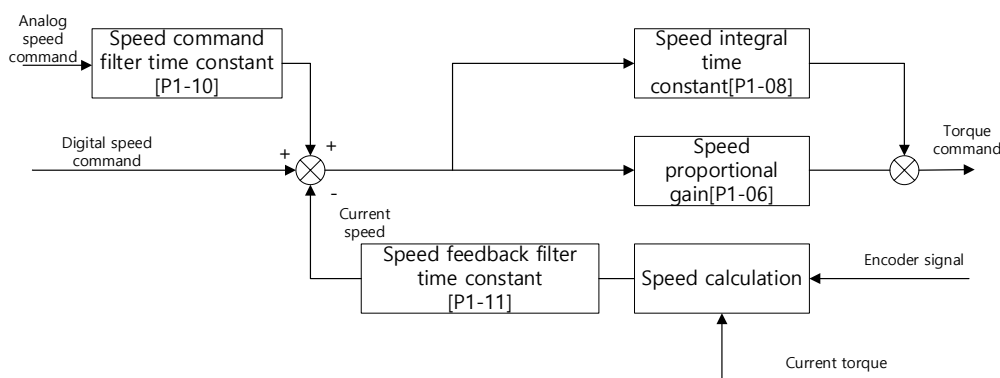 Analog
speed
command
Speed command
filter time constant
[P1-10]
Speed integral
time
constant[P1-08]
Digital speed
command
+
+
-
Speed
proportional
gain[P1-06]
Torque
command
Current
speed
Speed feedback filter
time constant
[P1-11]
Speed calculation
Encoder signal
Current torque